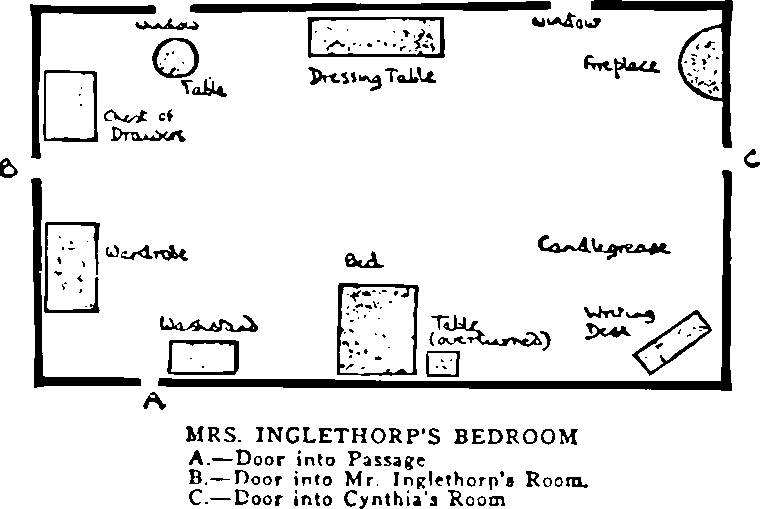 window
window
Table
Dressing Table
Fireplace
Chest of
Drawers
B
C
Wardrobe
Candlegrease
Bed
Washstand
Table
(overturned)
Writing
Desk
A
MRS. INGLETHORP'S BEDROOM
A.—Door into Passage
B.—Door into Mr. Inglethorp's Room.
C.—Door into Cynthia's Room